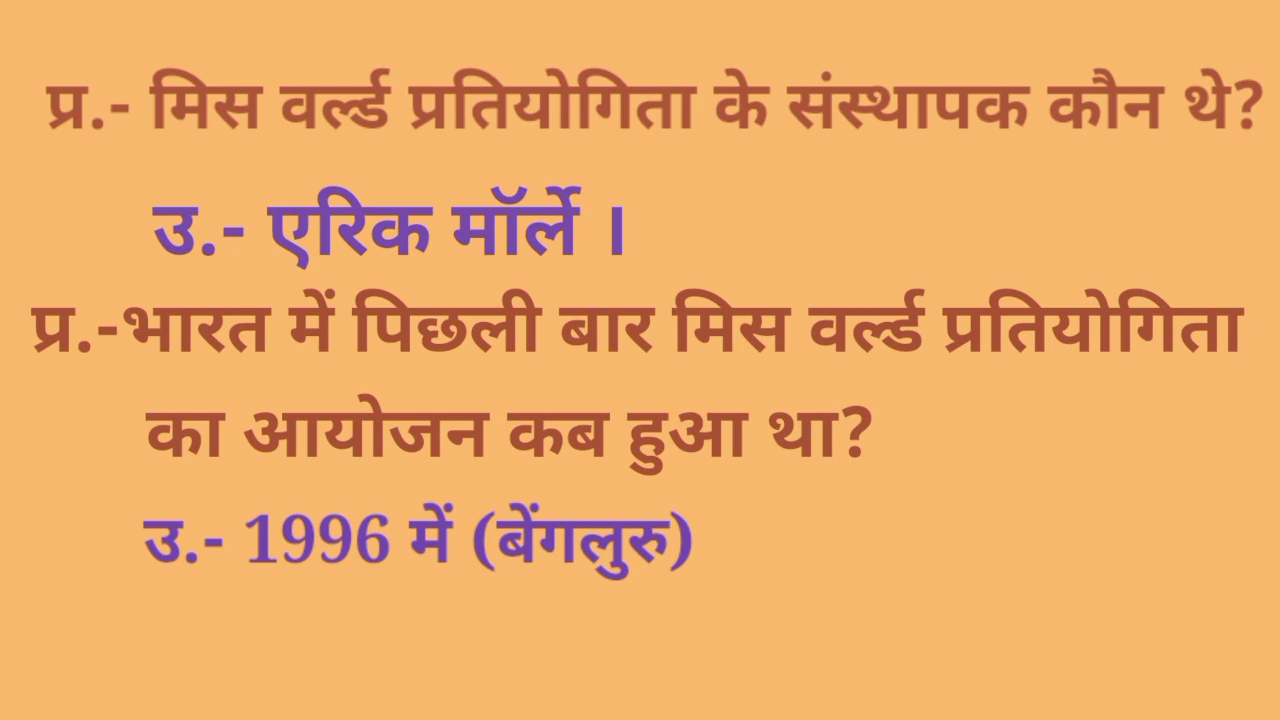 प्र.- मिस वर्ल्ड प्रतियोगिता के संस्थापक कौन थे?
उ.- एरिक मॉर्ले ।
प्र.-भारत में पिछली बार मिस वर्ल्ड प्रतियोगिता
का आयोजन कब हुआ था?
उ.- 1996 में (बेंगलुरु)